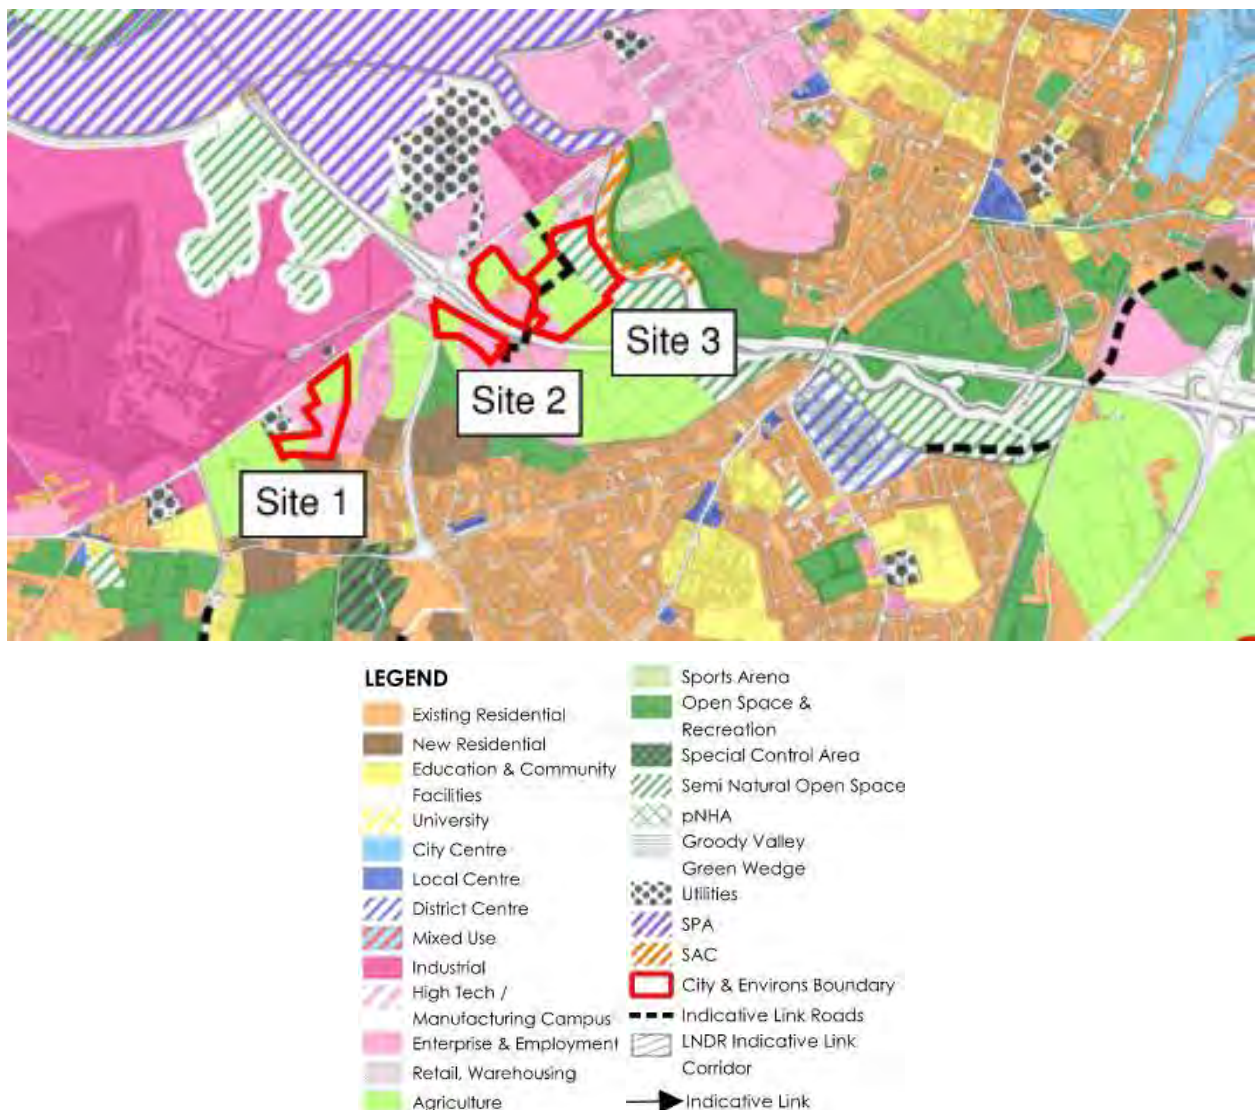 Site 1
Site 2
Site 3
LEGEND
Existing Residential
New Residential
Education & Community
Facilities
University
City Centre
Local Centre
District Centre
Mixed Use
Industrial
High Tech /
Manufacturing Campus
Enterprise & Employment
Retail, Warehousing
Agriculture
Sports Arena
Open Space &
Recreation
Special Control Area
Semi Natural Open Space
pNHA
Groody Valley
Green Wedge
Utilities
SPA
SAC
City & Environs Boundary
Indicative Link Roads
LNDR Indicative Link
Corridor
Indicative Link